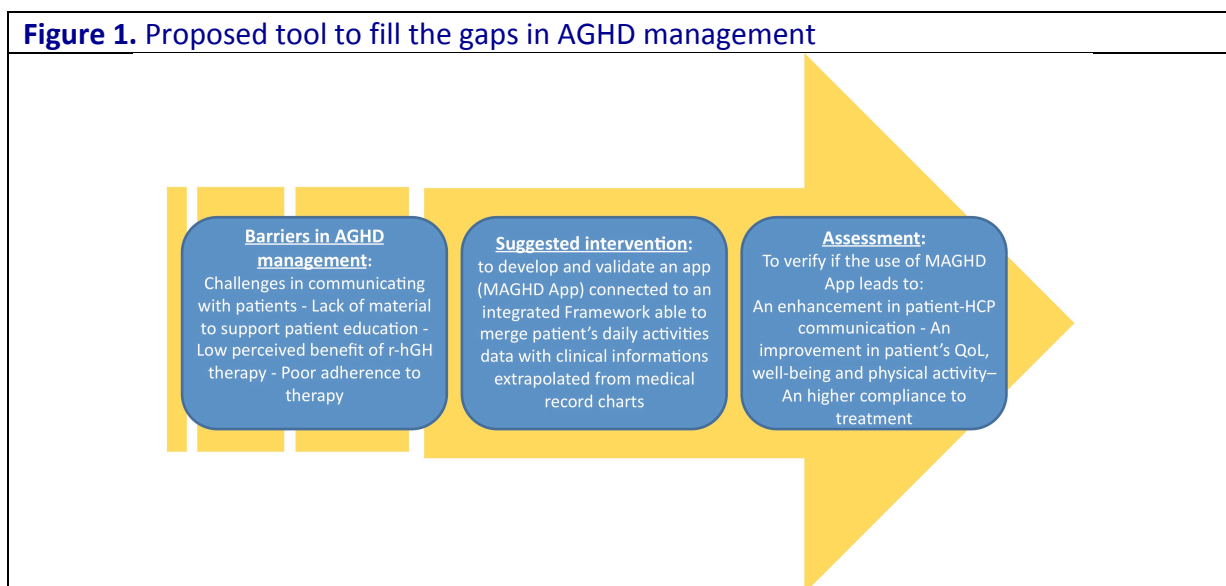 Figure 1. Proposed tool to fill the gaps in AGHD management
Barriers in AGHD
management:
Challenges in communicating
with patients - Lack of material
to support patient education -
Low perceived benefit of r-hGH
therapy - Poor adherence to
therapy
Suggested intervention:
to develop and validate an app
(MAGHD App) connected to an
integrated Framework able to
merge patient’s daily activities
data with clinical informations
extrapolated from medical
record charts
Assessment:
To verify if the use of MAGHD
App leads to:
An enhancement in patient-HCP
communication - An
improvement in patient’s QoL,
well-being and physical activity–
An higher compliance to
treatment